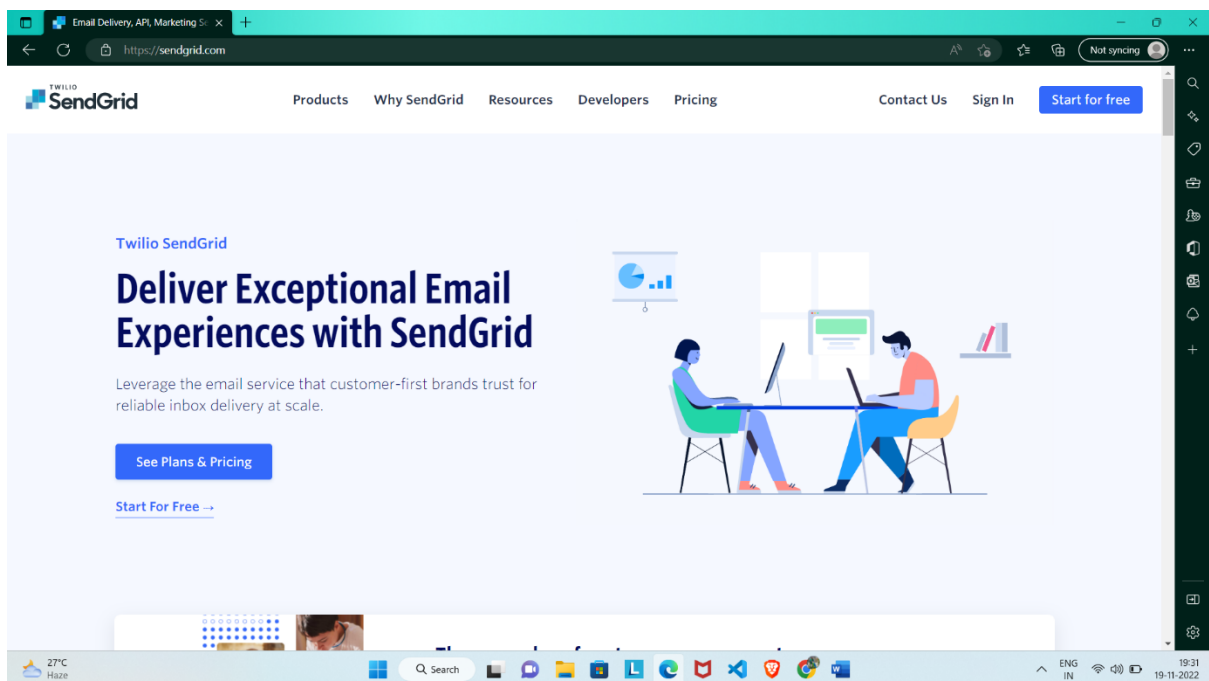 Email Delivery, API, Marketing Se
https://sendgrid.com
Not syncing
TWILIO
SendGrid
Products Why SendGrid Resources Developers Pricing Contact Us Sign In Start for free
Twilio SendGrid
Deliver Exceptional Email
Experiences with SendGrid
Leverage the email service that customer-first brands trust for
reliable inbox delivery at scale.
See Plans & Pricing
Start For Free →
27°C
Haze
Search
ENG
IN
19:31
19-11-2022